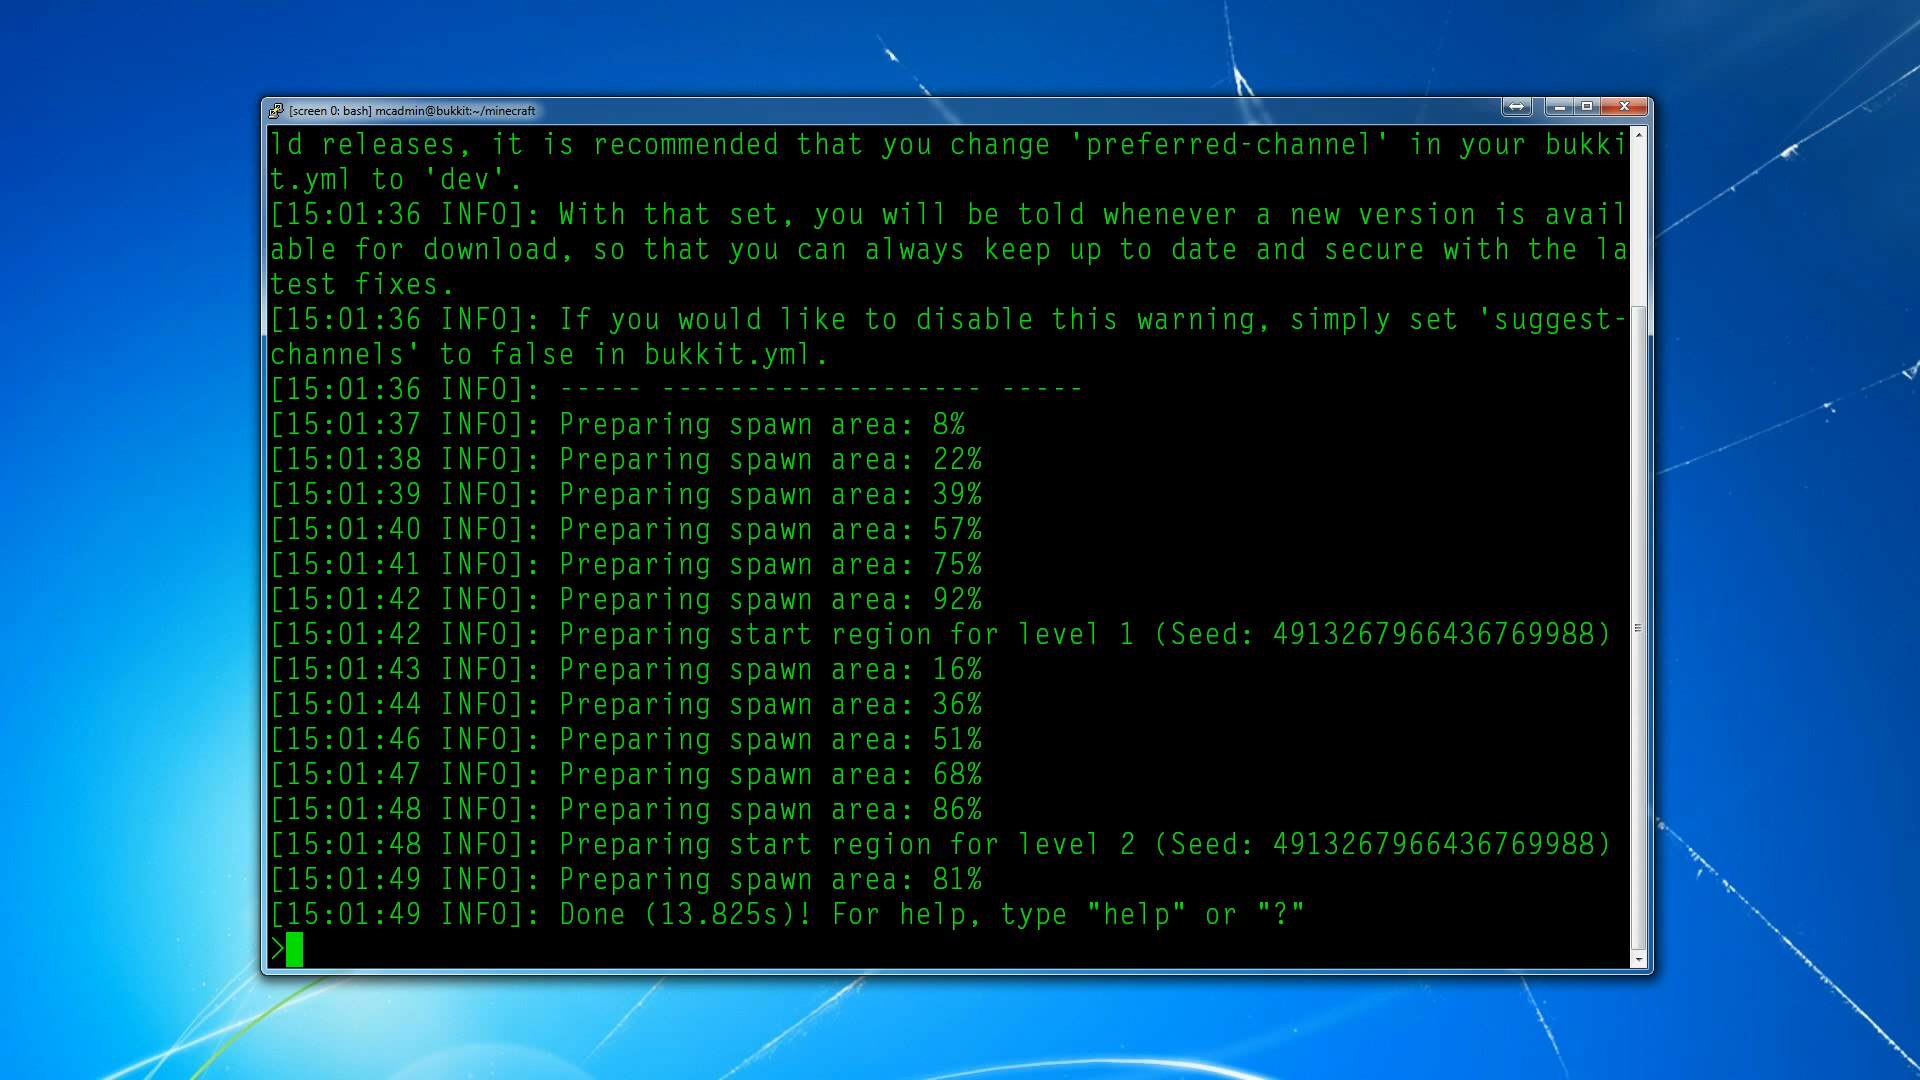 [screen 0: bash] mcadmin@bukkit:~/minecraft
ld releases, it is recommended that you change 'preferred-channel' in your bukki
t.yml to 'dev'.
[15:01:36 INFO]: With that set, you will be told whenever a new version is avail
able for download, so that you can always keep up to date and secure with the la
test fixes.
[15:01:36 INFO]: If you would like to disable this warning, simply set 'suggest-
channels' to false in bukkit.yml.
[15:01:36 INFO]: ----- ------------------- -----
[15:01:37 INFO]: Preparing spawn area: 8%
[15:01:38 INFO]: Preparing spawn area: 22%
[15:01:39 INFO]: Preparing spawn area: 39%
[15:01:40 INFO]: Preparing spawn area: 57%
[15:01:41 INFO]: Preparing spawn area: 75%
[15:01:42 INFO]: Preparing spawn area: 92%
[15:01:42 INFO]: Preparing start region for level 1 (Seed: 4913267966436769988)
[15:01:43 INFO]: Preparing spawn area: 16%
[15:01:44 INFO]: Preparing spawn area: 36%
[15:01:46 INFO]: Preparing spawn area: 51%
[15:01:47 INFO]: Preparing spawn area: 68%
[15:01:48 INFO]: Preparing spawn area: 86%
[15:01:48 INFO]: Preparing start region for level 2 (Seed: 4913267966436769988)
[15:01:49 INFO]: Preparing spawn area: 81%
[15:01:49 INFO]: Done (13.825s)! For help, type "help" or "?"
>